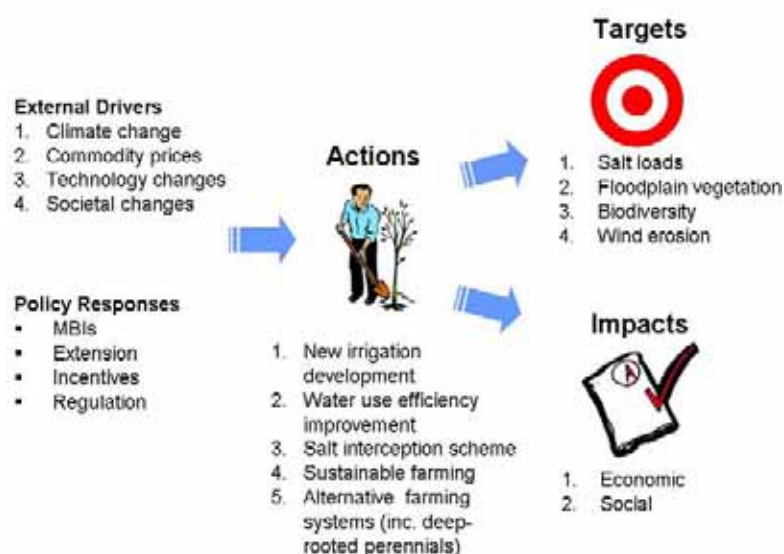 External Drivers
1. Climate change
2. Commodity prices
3. Technology changes
4. Societal changes
Policy Responses
▪ MBIs
▪ Extension
▪ Incentives
▪ Regulation
Actions
1. New irrigation
development
2. Water use efficiency
improvement
3. Salt interception scheme
4. Sustainable farming
5. Alternative farming
systems (inc. deep-
rooted perennials)
Targets
1. Salt loads
2. Floodplain vegetation
3. Biodiversity
4. Wind erosion
Impacts
A
1. Economic
2. Social